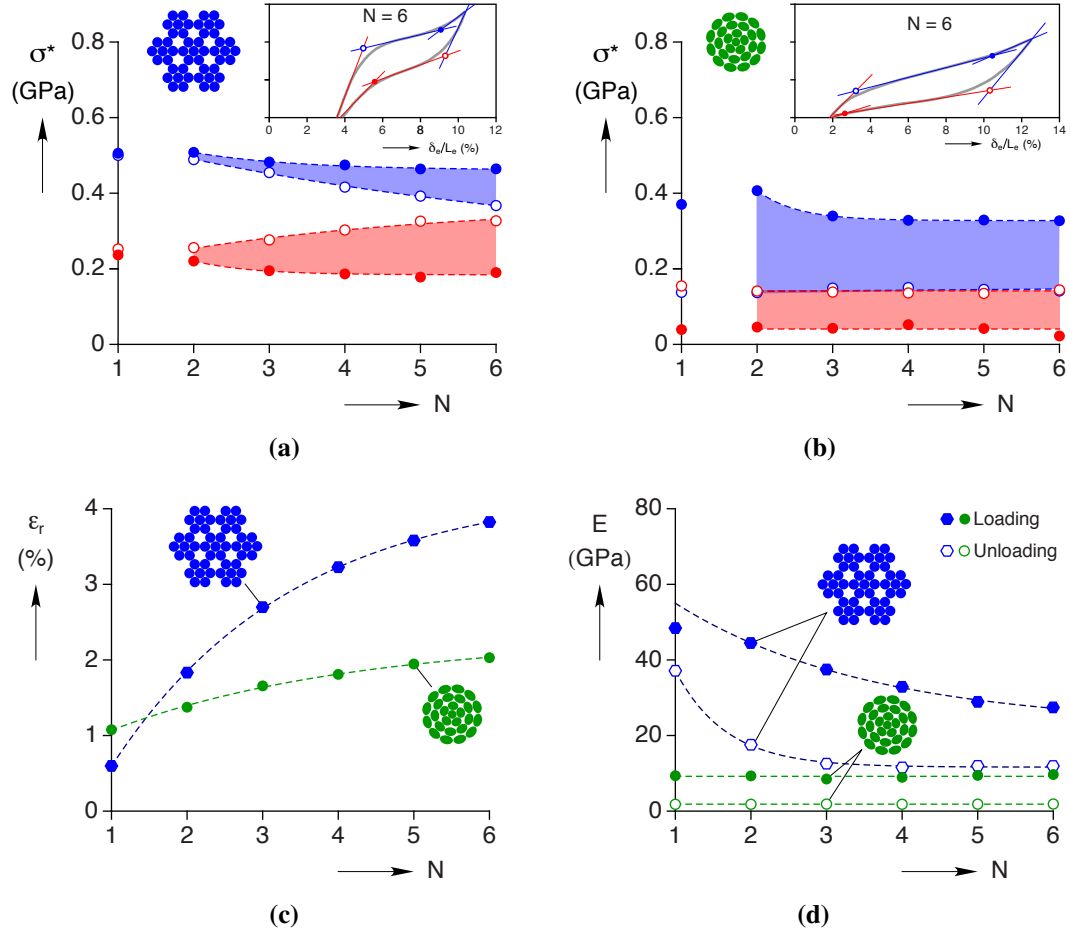 σ*
(GPa)
0.8
0.6
0.4
0.2
0
1 2 3 4 5 6
N
N = 6
0 2 4 6 8 10 12
δe/Le (%)
(a)
σ*
(GPa)
0.8
0.6
0.4
0.2
0
1 2 3 4 5 6
N
N = 6
0 2 4 6 8 10 12 14
δe/Le (%)
(b)
εr
(%)
4
3
2
1
0
1 2 3 4 5 6
N
(c)
E
(GPa)
80
60
40
20
0
1 2 3 4 5 6
N
Loading
Unloading
(d)